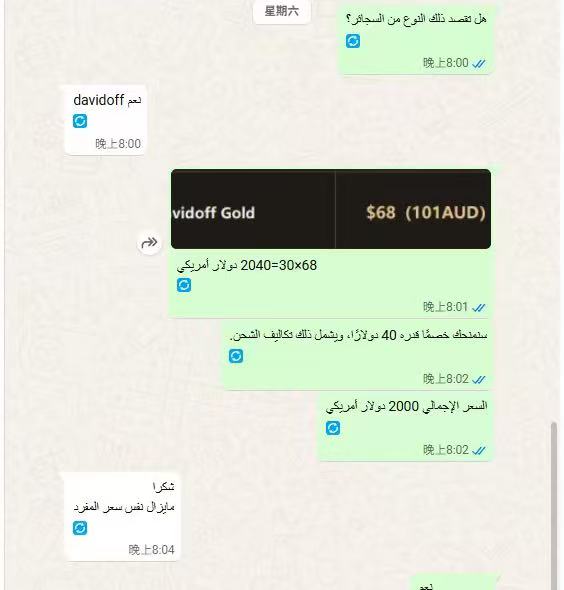 星期六
هل تقصد ذلك النوع من السجائر؟
晚上8:00
نعم davidoff
晚上8:00
vidoff Gold
$68 (101AUD)
68×30=2040 دولار أمريكي
晚上8:01
سنمنحك خصمًا قدره 40 دولارًا، ويشمل ذلك تكاليف الشحن.
晚上8:02
السعر الإجمالي 2000 دولار أمريكي
晚上8:02
شكرا
مايزال نفس سعر المفرد
晚上8:04
نعم